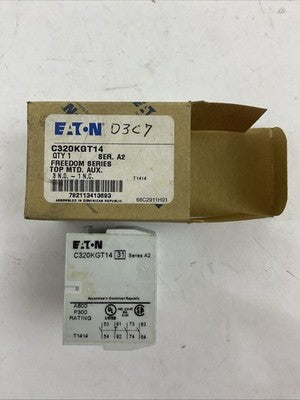 EATON D3C7
C320KGT14
QTY 1 SER. A2
FREEDOM SERIES
TOP MTD. AUX.
3 N.O. - 1 N.C. T1414
782113413693
ASSEMBLED IN DOMINICAN REPUBLIC 68C2911H01
EATON
C320KGT14 31 Series A2
Assembled in Dominican Republic
A600
P300
RATING
UL LISTED
53 61 73 83
T1414 54 62 74 84